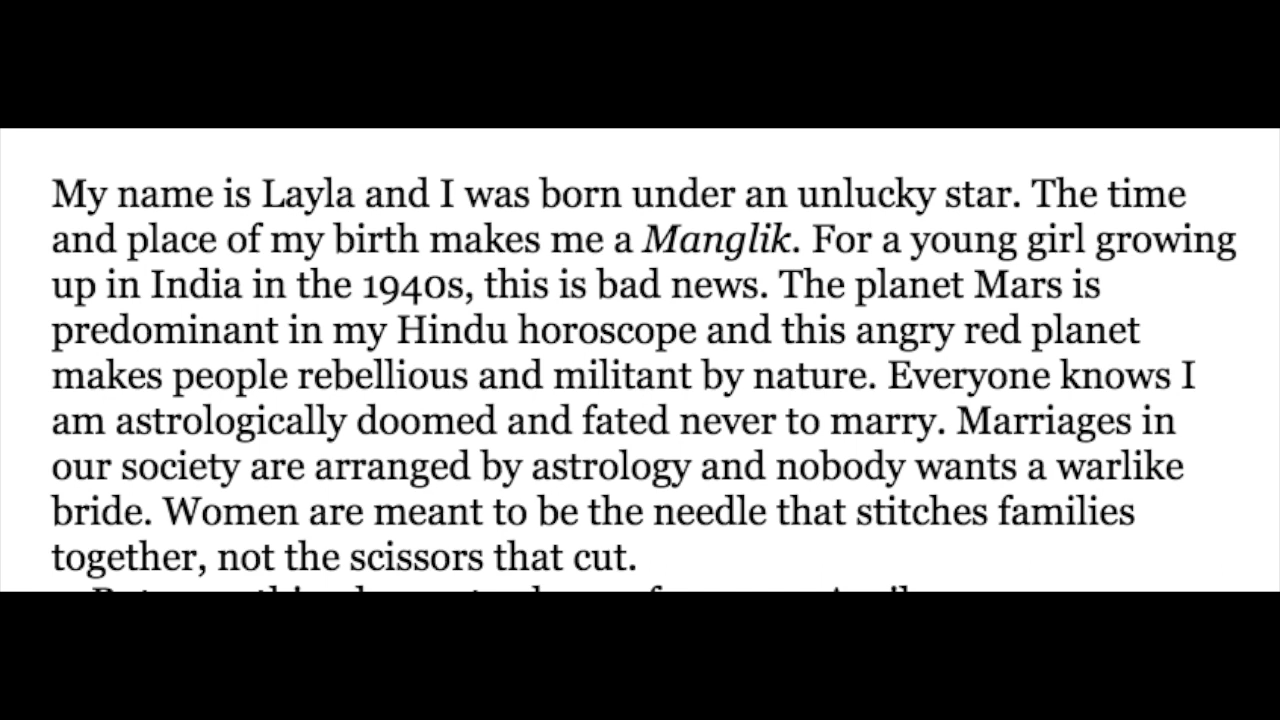 My name is Layla and I was born under an unlucky star. The time
and place of my birth makes me a Manglik. For a young girl growing
up in India in the 1940s, this is bad news. The planet Mars is
predominant in my Hindu horoscope and this angry red planet
makes people rebellious and militant by nature. Everyone knows I
am astrologically doomed and fated never to marry. Marriages in
our society are arranged by astrology and nobody wants a warlike
bride. Women are meant to be the needle that stitches families
together, not the scissors that cut.